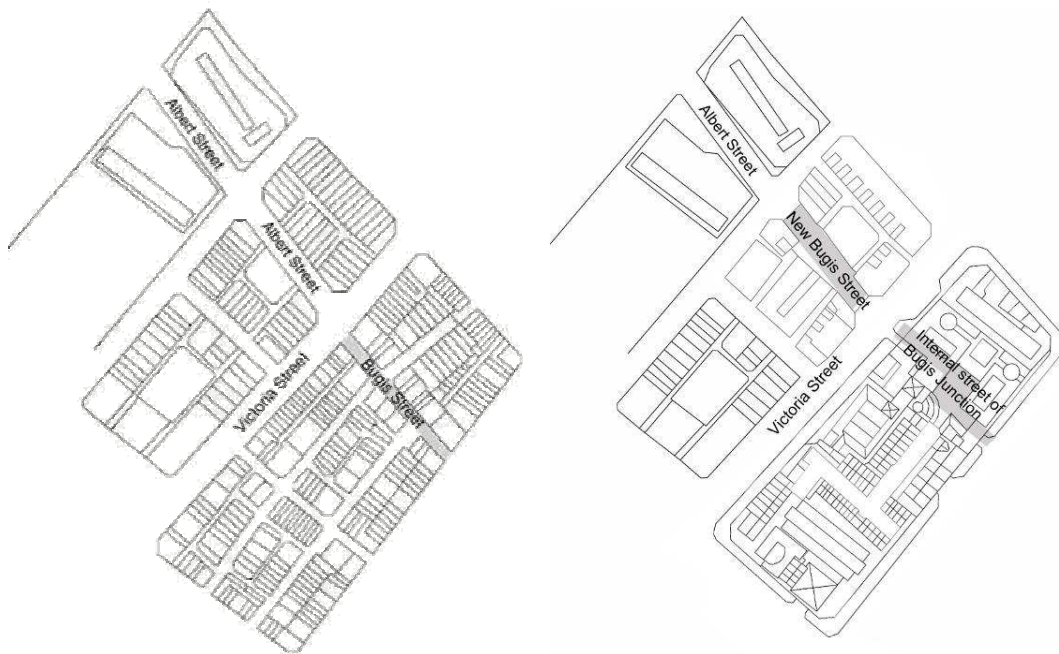 Albert Street
Albert Street
Victoria Street
Bugis Street
Albert Street
New Bugis Street
Victoria Street
Internal street of
Bugis Junction